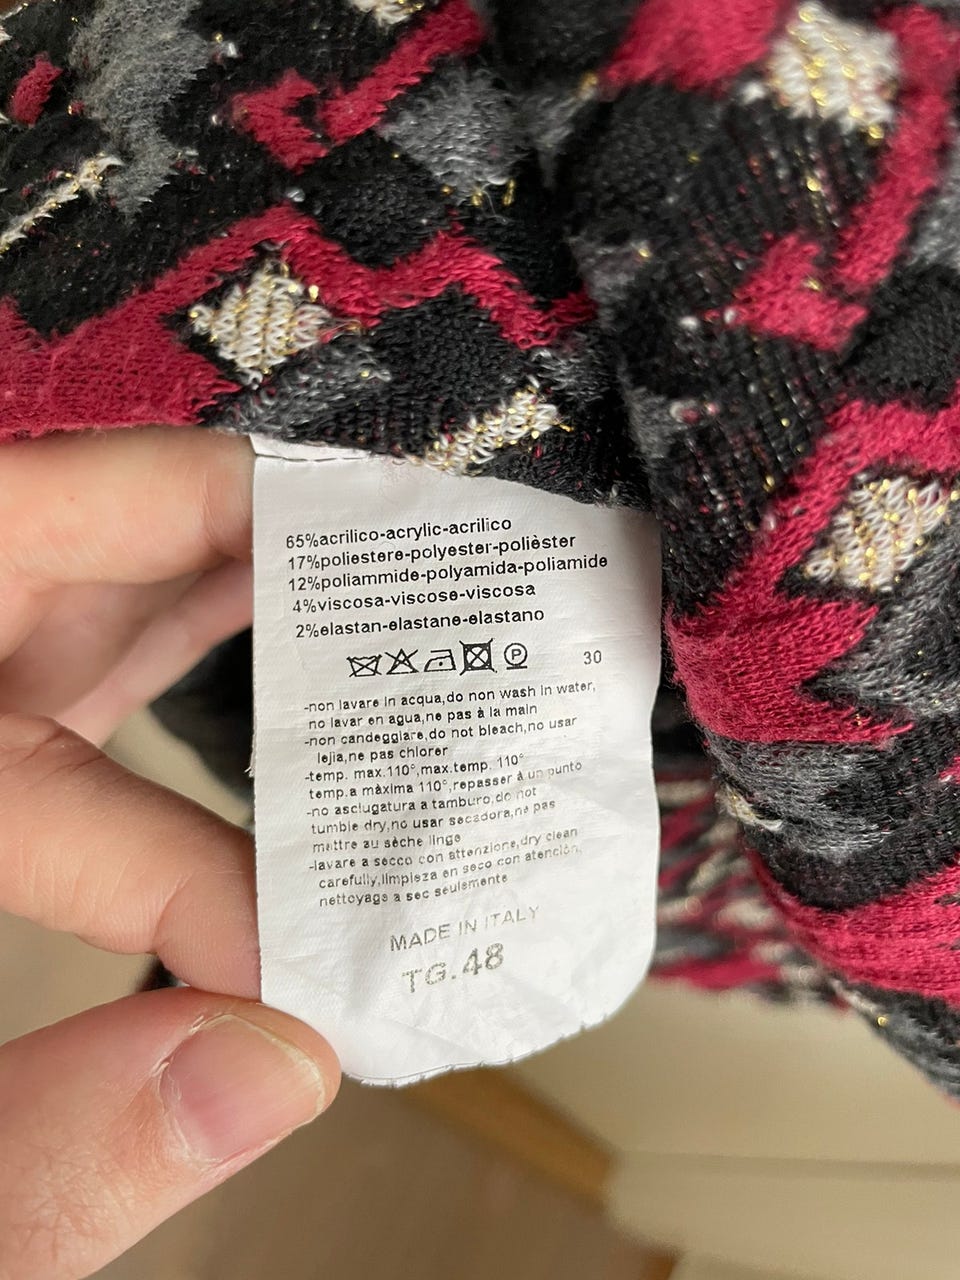 65%acrilico-acrylic-acrilico
17%poliestere-polyester-polièster
12%poliammide-polyamida-poliamide
4%viscosa-viscose-viscosa
2%elastan-elastane-elastano
P 30
-non lavare in acqua,do non wash in water,
no lavar en agua,ne pas à la main
-non candeggiare,do not bleach,no usar
lejia,ne pas chlorer
-temp. max.110°,max.temp. 110°
temp.a màxima 110°,repasser à un punto
-no asciugatura a tamburo,do not
tumble dry,no usar secadora,ne pas
mettre au sèche linge
-lavare a secco con attenzione,dry clean
carefully,limpieza en seco con atenciòn,
nettoyage a sec seulemente
MADE IN ITALY
TG.48